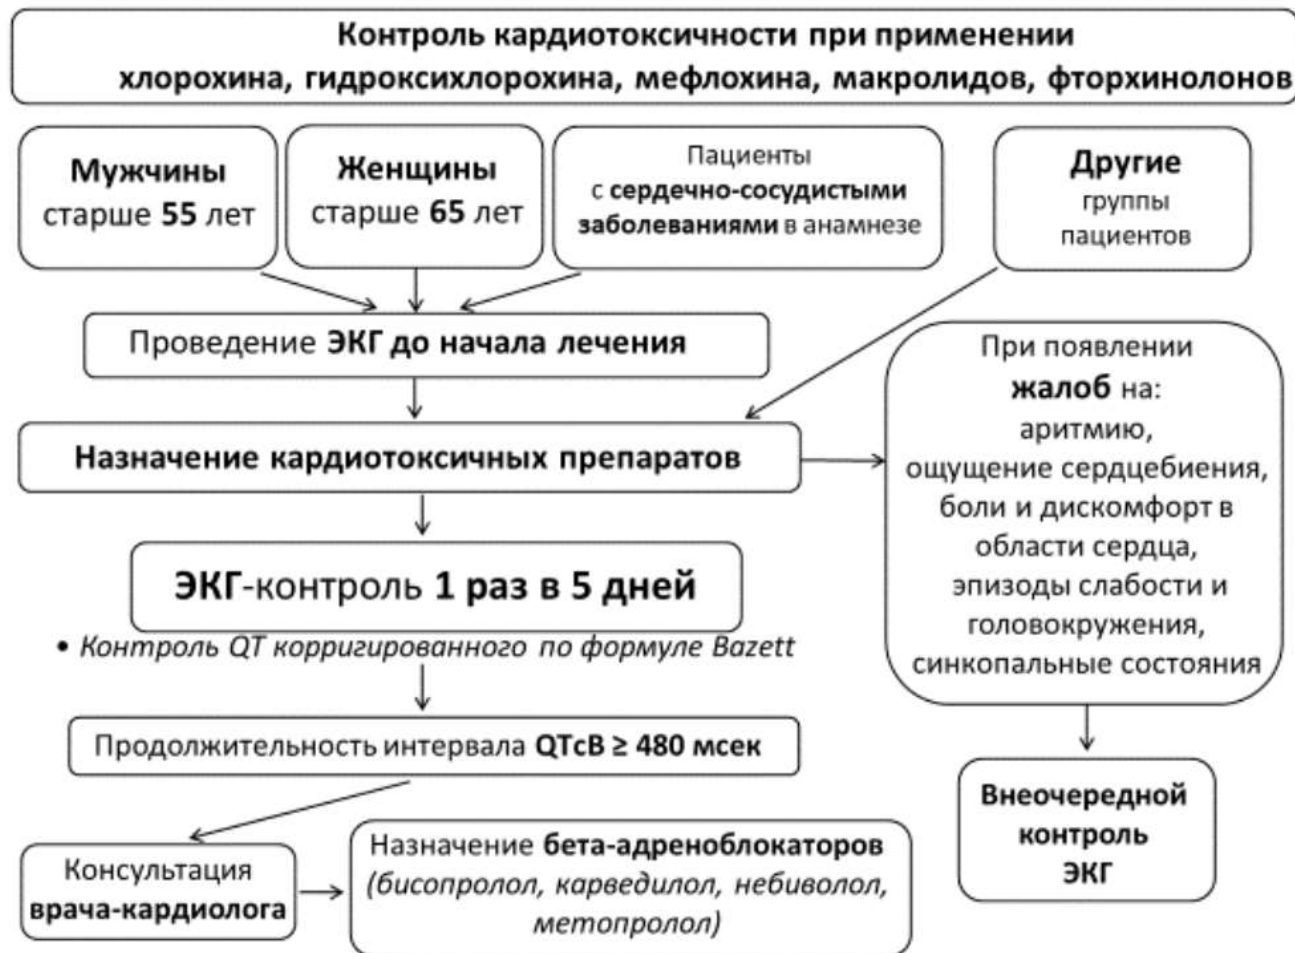 Контроль кардиотоксичности при применении
хлорохина, гидроксихлорохина, мефлохина, макролидов, фторхинолонов
Мужчины
старше 55 лет
Женщины
старше 65 лет
Пациенты
с сердечно-сосудистыми
заболеваниями в анамнезе
Другие
группы
пациентов
Проведение ЭКГ до начала лечения
Назначение кардиотоксичных препаратов
При появлении
жалоб на:
аритмию,
ощущение сердцебиения,
боли и дискомфорт в
области сердца,
эпизоды слабости и
головокружения,
синкопальные состояния
ЭКГ-контроль 1 раз в 5 дней
• Контроль QT корригированного по формуле Bazett
Продолжительность интервала QTcB ≥ 480 мсек
Внеочередной
контроль
ЭКГ
Консультация
врача-кардиолога
Назначение бета-адреноблокаторов
(бисопролол, карведилол, небиволол,
метопролол)